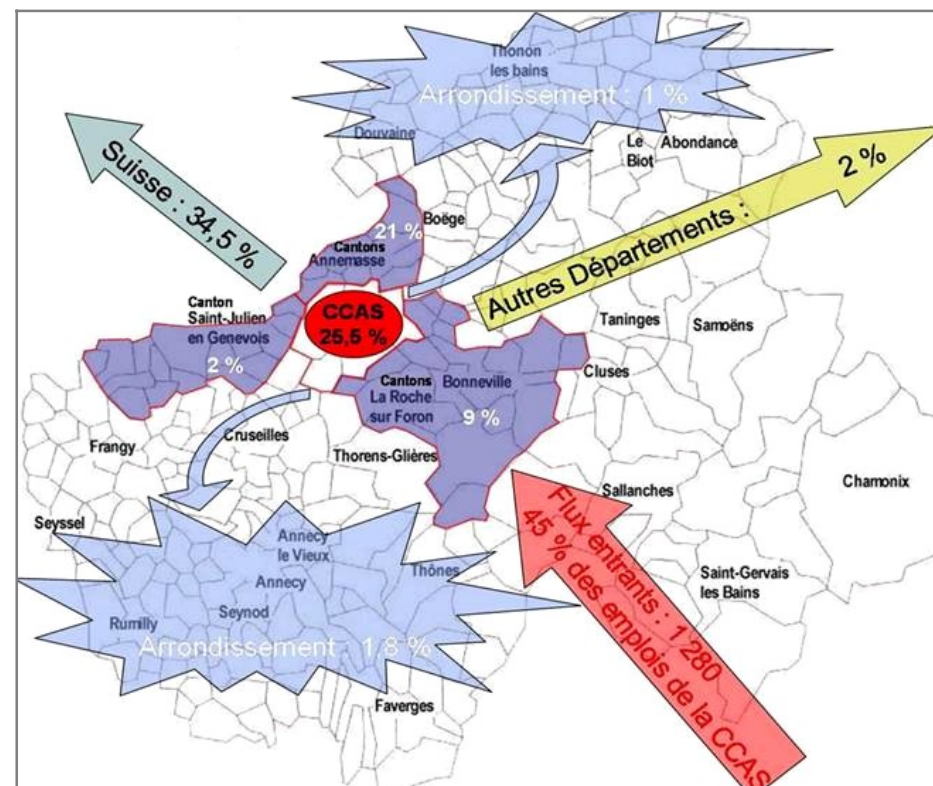 Thonon
les bains
Arrondissement : 1 %
Douvaine
Le
Biot
Abondance
Suisse : 34,5 %
2 %
Autres Départements :
Boëge
21 %
Cantons
Annemasse
CCAS
25,5 %
Canton
Saint-Julien
en Genevois
2 %
Taninges
Samoëns
Cluses
Cantons
La Roche
sur Foron
Bonneville
9 %
Frangy
Cruseilles
Thorens-Glières
Sallanches
Chamonix
Seyssel
Annecy
le Vieux
Annecy
Thônes
Seynod
Rumilly
Arrondissement : 1,8 %
Saint-Gervais
les Bains
Faverges
Flux entrants : 1 280
45 % des emplois de la CCAS